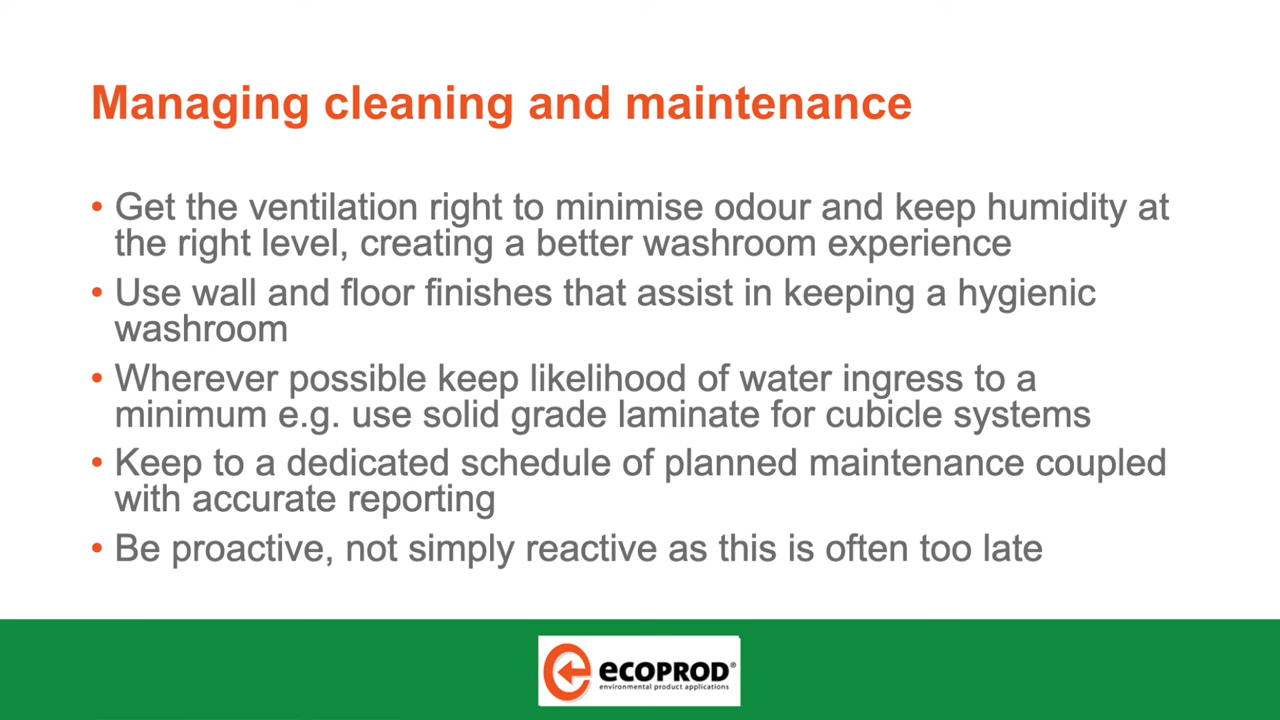 Managing cleaning and maintenance
• Get the ventilation right to minimise odour and keep humidity at
the right level, creating a better washroom experience
• Use wall and floor finishes that assist in keeping a hygienic
washroom
• Wherever possible keep likelihood of water ingress to a
minimum e.g. use solid grade laminate for cubicle systems
• Keep to a dedicated schedule of planned maintenance coupled
with accurate reporting
• Be proactive, not simply reactive as this is often too late
ecoprod®
environmental product applications